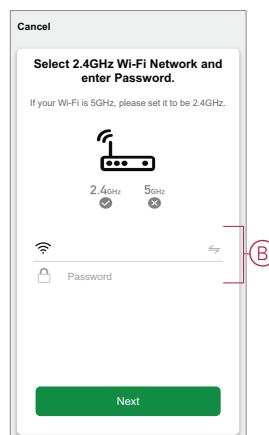 Cancel
Select 2.4GHz Wi-Fi Network and
enter Password.
If your Wi-Fi is 5GHz, please set it to be 2.4GHz.
2.4GHz 5GHz
Password
B
Next